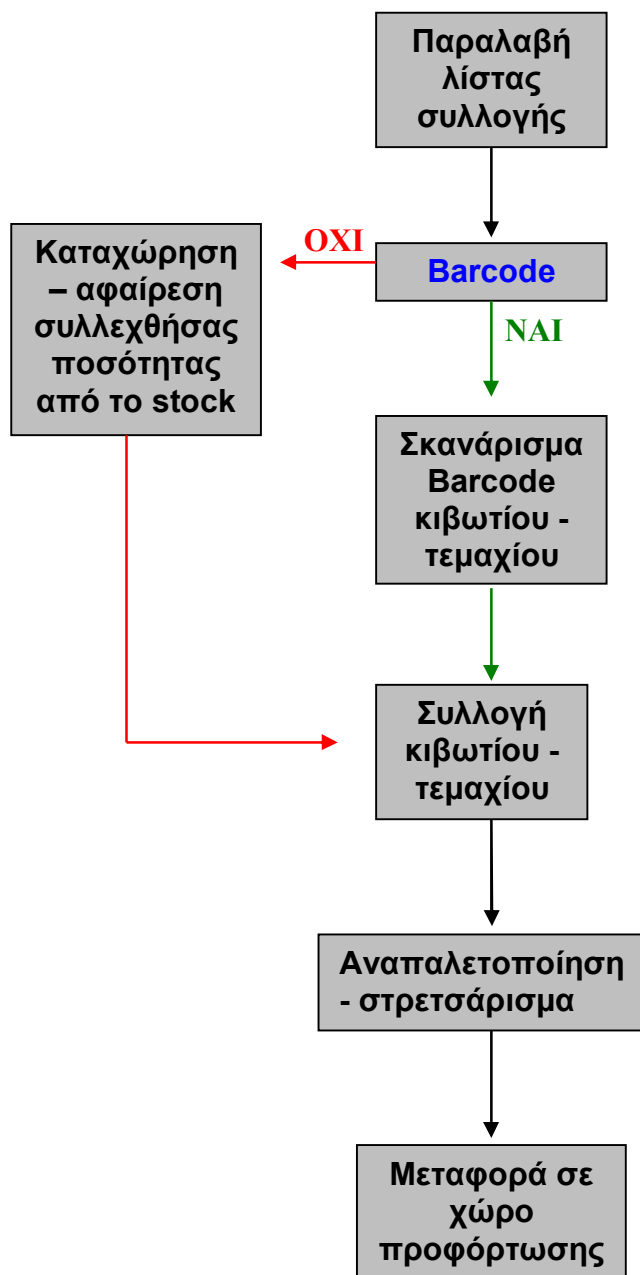 Παραλαβή
λίστας
συλλογής
ΟΧΙ
Barcode
Καταχώρηση
– αφαίρεση
συλλεχθήσας
ποσότητας
από το stock
ΝΑΙ
Σκανάρισμα
Barcode
κιβωτίου -
τεμαχίου
Συλλογή
κιβωτίου -
τεμαχίου
Αναπαλετοποίηση
- στρετσάρισμα
Μεταφορά σε
χώρο
προφόρτωσης